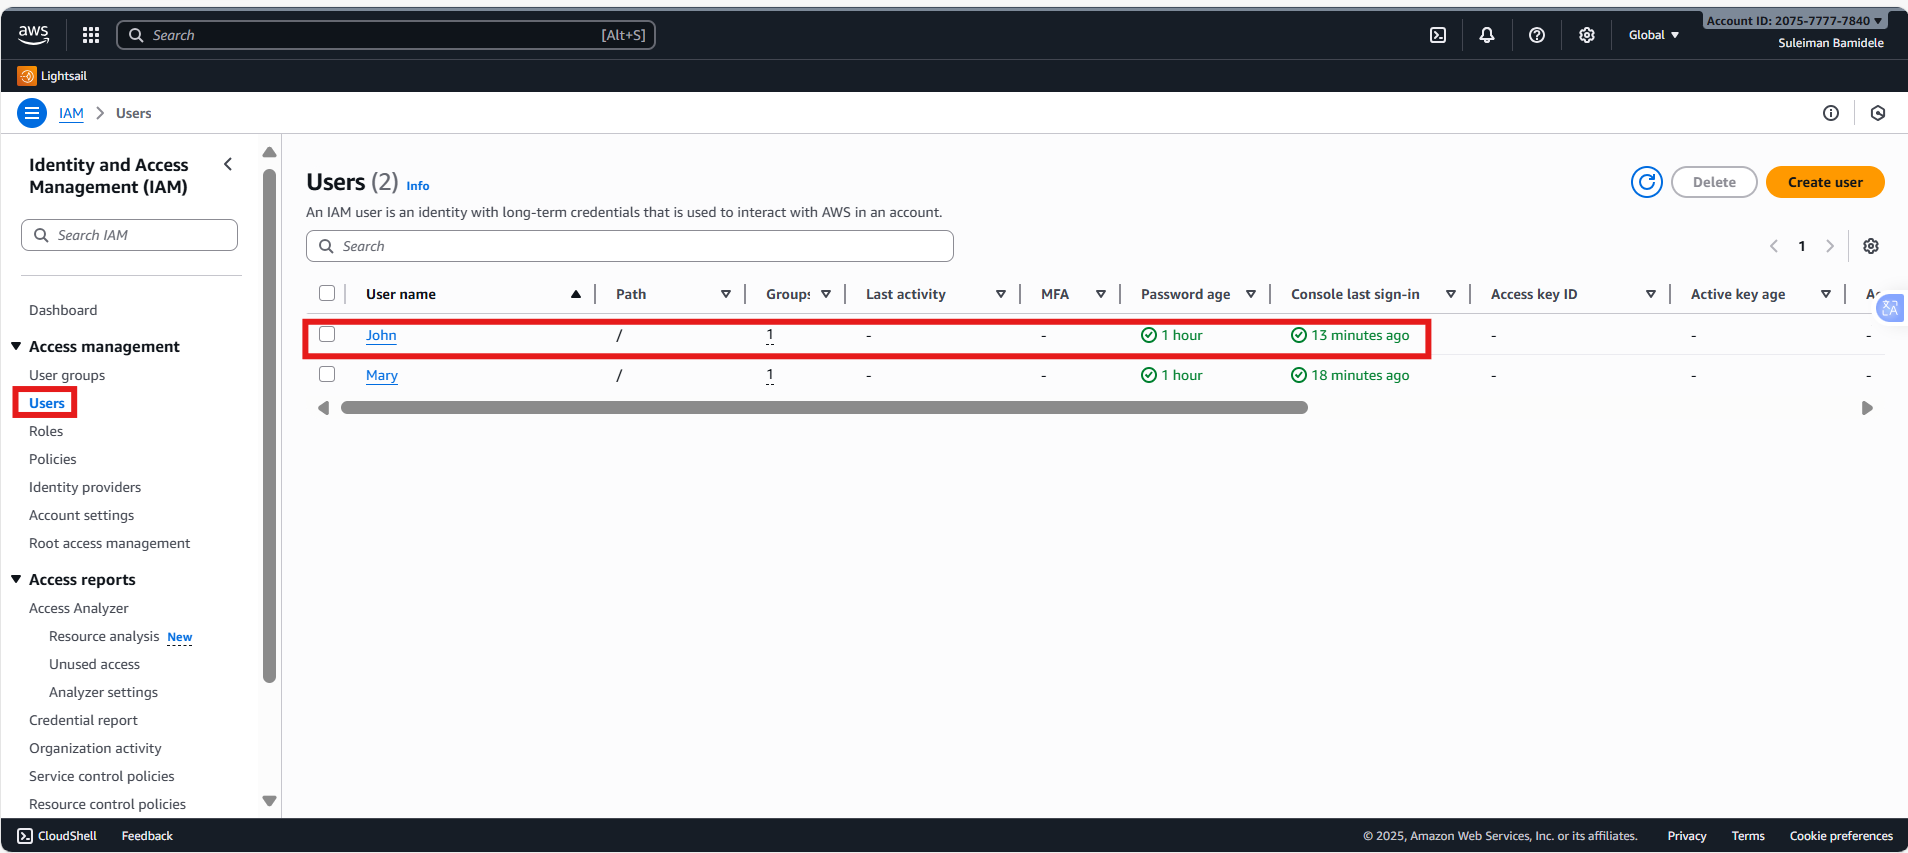 aws
Search [Alt+S]
Global
Account ID: 2075-7777-7840
Suleiman Bamidele
Lightsail
IAM > Users
Identity and Access
Management (IAM)
Search IAM
Dashboard
Access management
User groups
Users
Roles
Policies
Identity providers
Account settings
Root access management
Access reports
Access Analyzer
Resource analysis New
Unused access
Analyzer settings
Credential report
Organization activity
Service control policies
Resource control policies
Users (2) Info
Delete
Create user
An IAM user is an identity with long-term credentials that is used to interact with AWS in an account.
Search
1
User name Path Groups Last activity MFA Password age Console last sign-in Access key ID Active key age
John / 1 - - 1 hour 13 minutes ago - - -
Mary / 1 - - 1 hour 18 minutes ago - - -
CloudShell Feedback
© 2025, Amazon Web Services, Inc. or its affiliates. Privacy Terms Cookie preferences